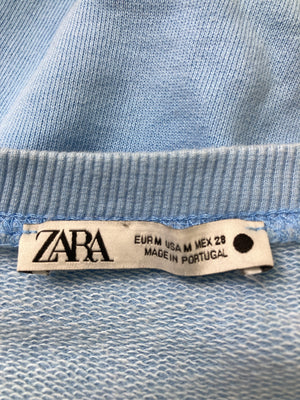 ZARA
EUR M USA M MEX 28
MADE IN PORTUGAL